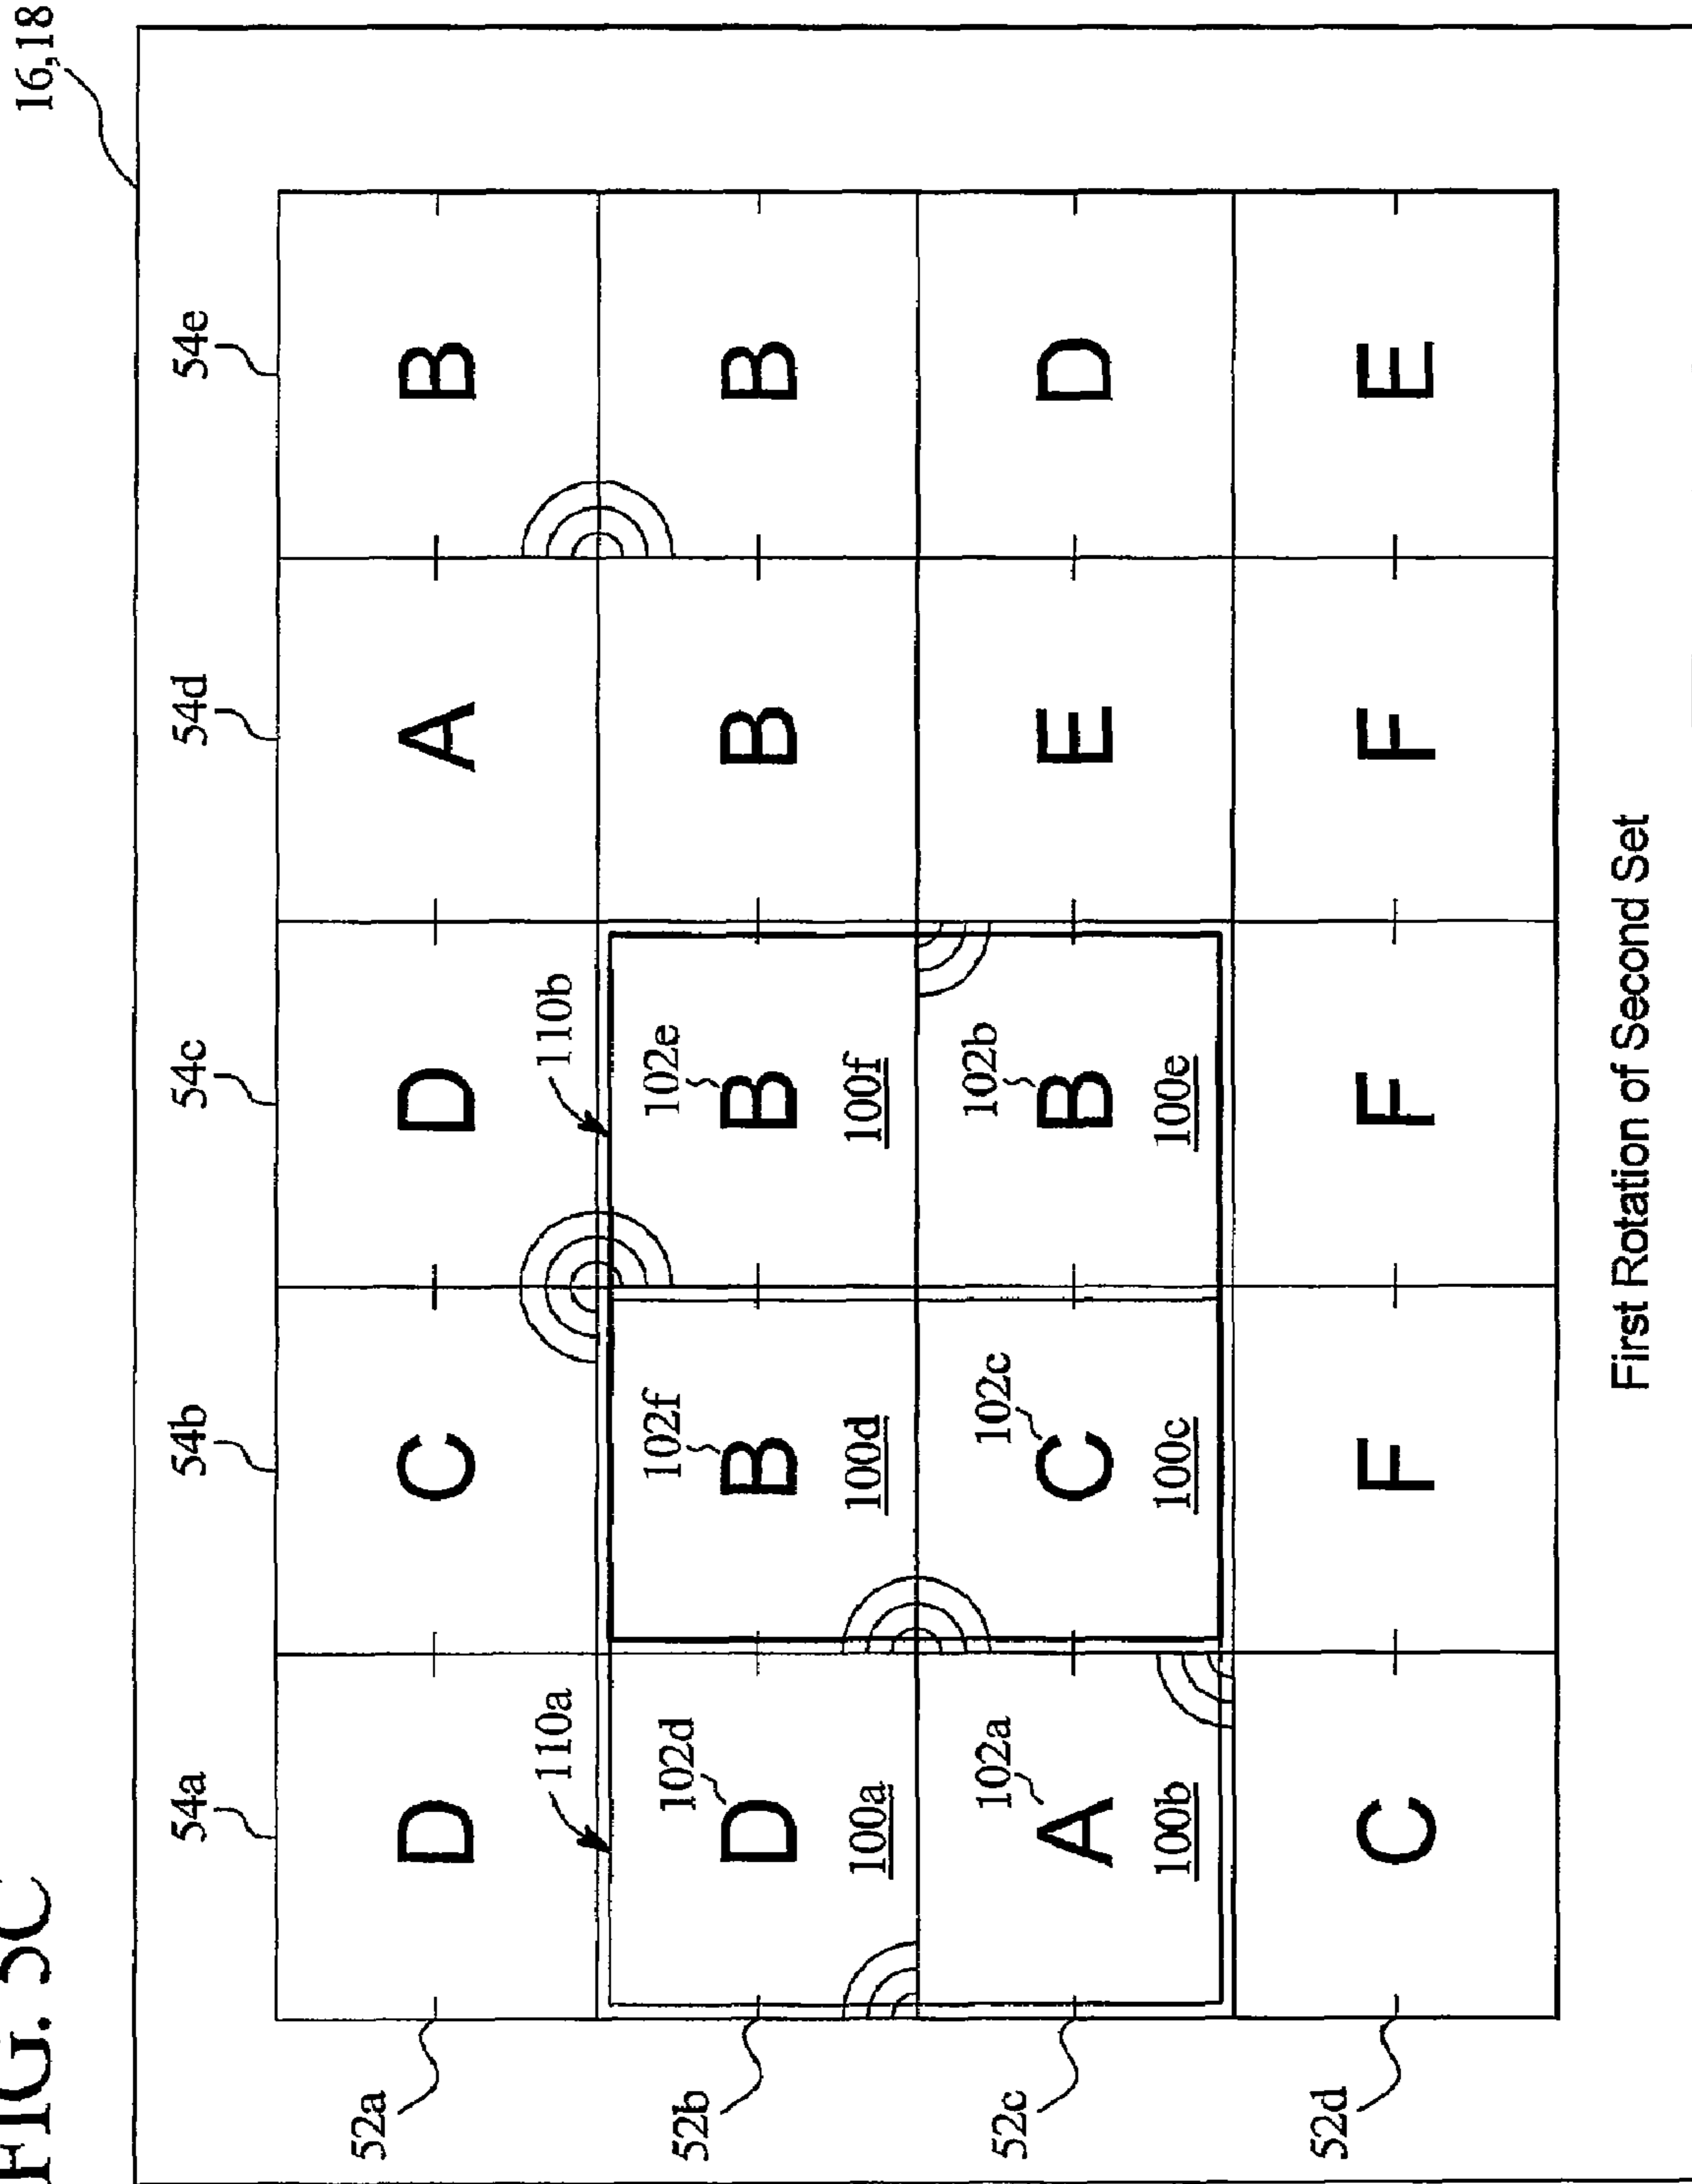 FIG. 5C
16,18
54a 54b 54c 54d 54e
52a D C D A B
110a 110b
52b D 102d B 102f B 102e B B
100a 100d 100f
52c A 102a C 102c B 102b E D
100b 100c 100e
52d C F F F E
First Rotation of Second Set